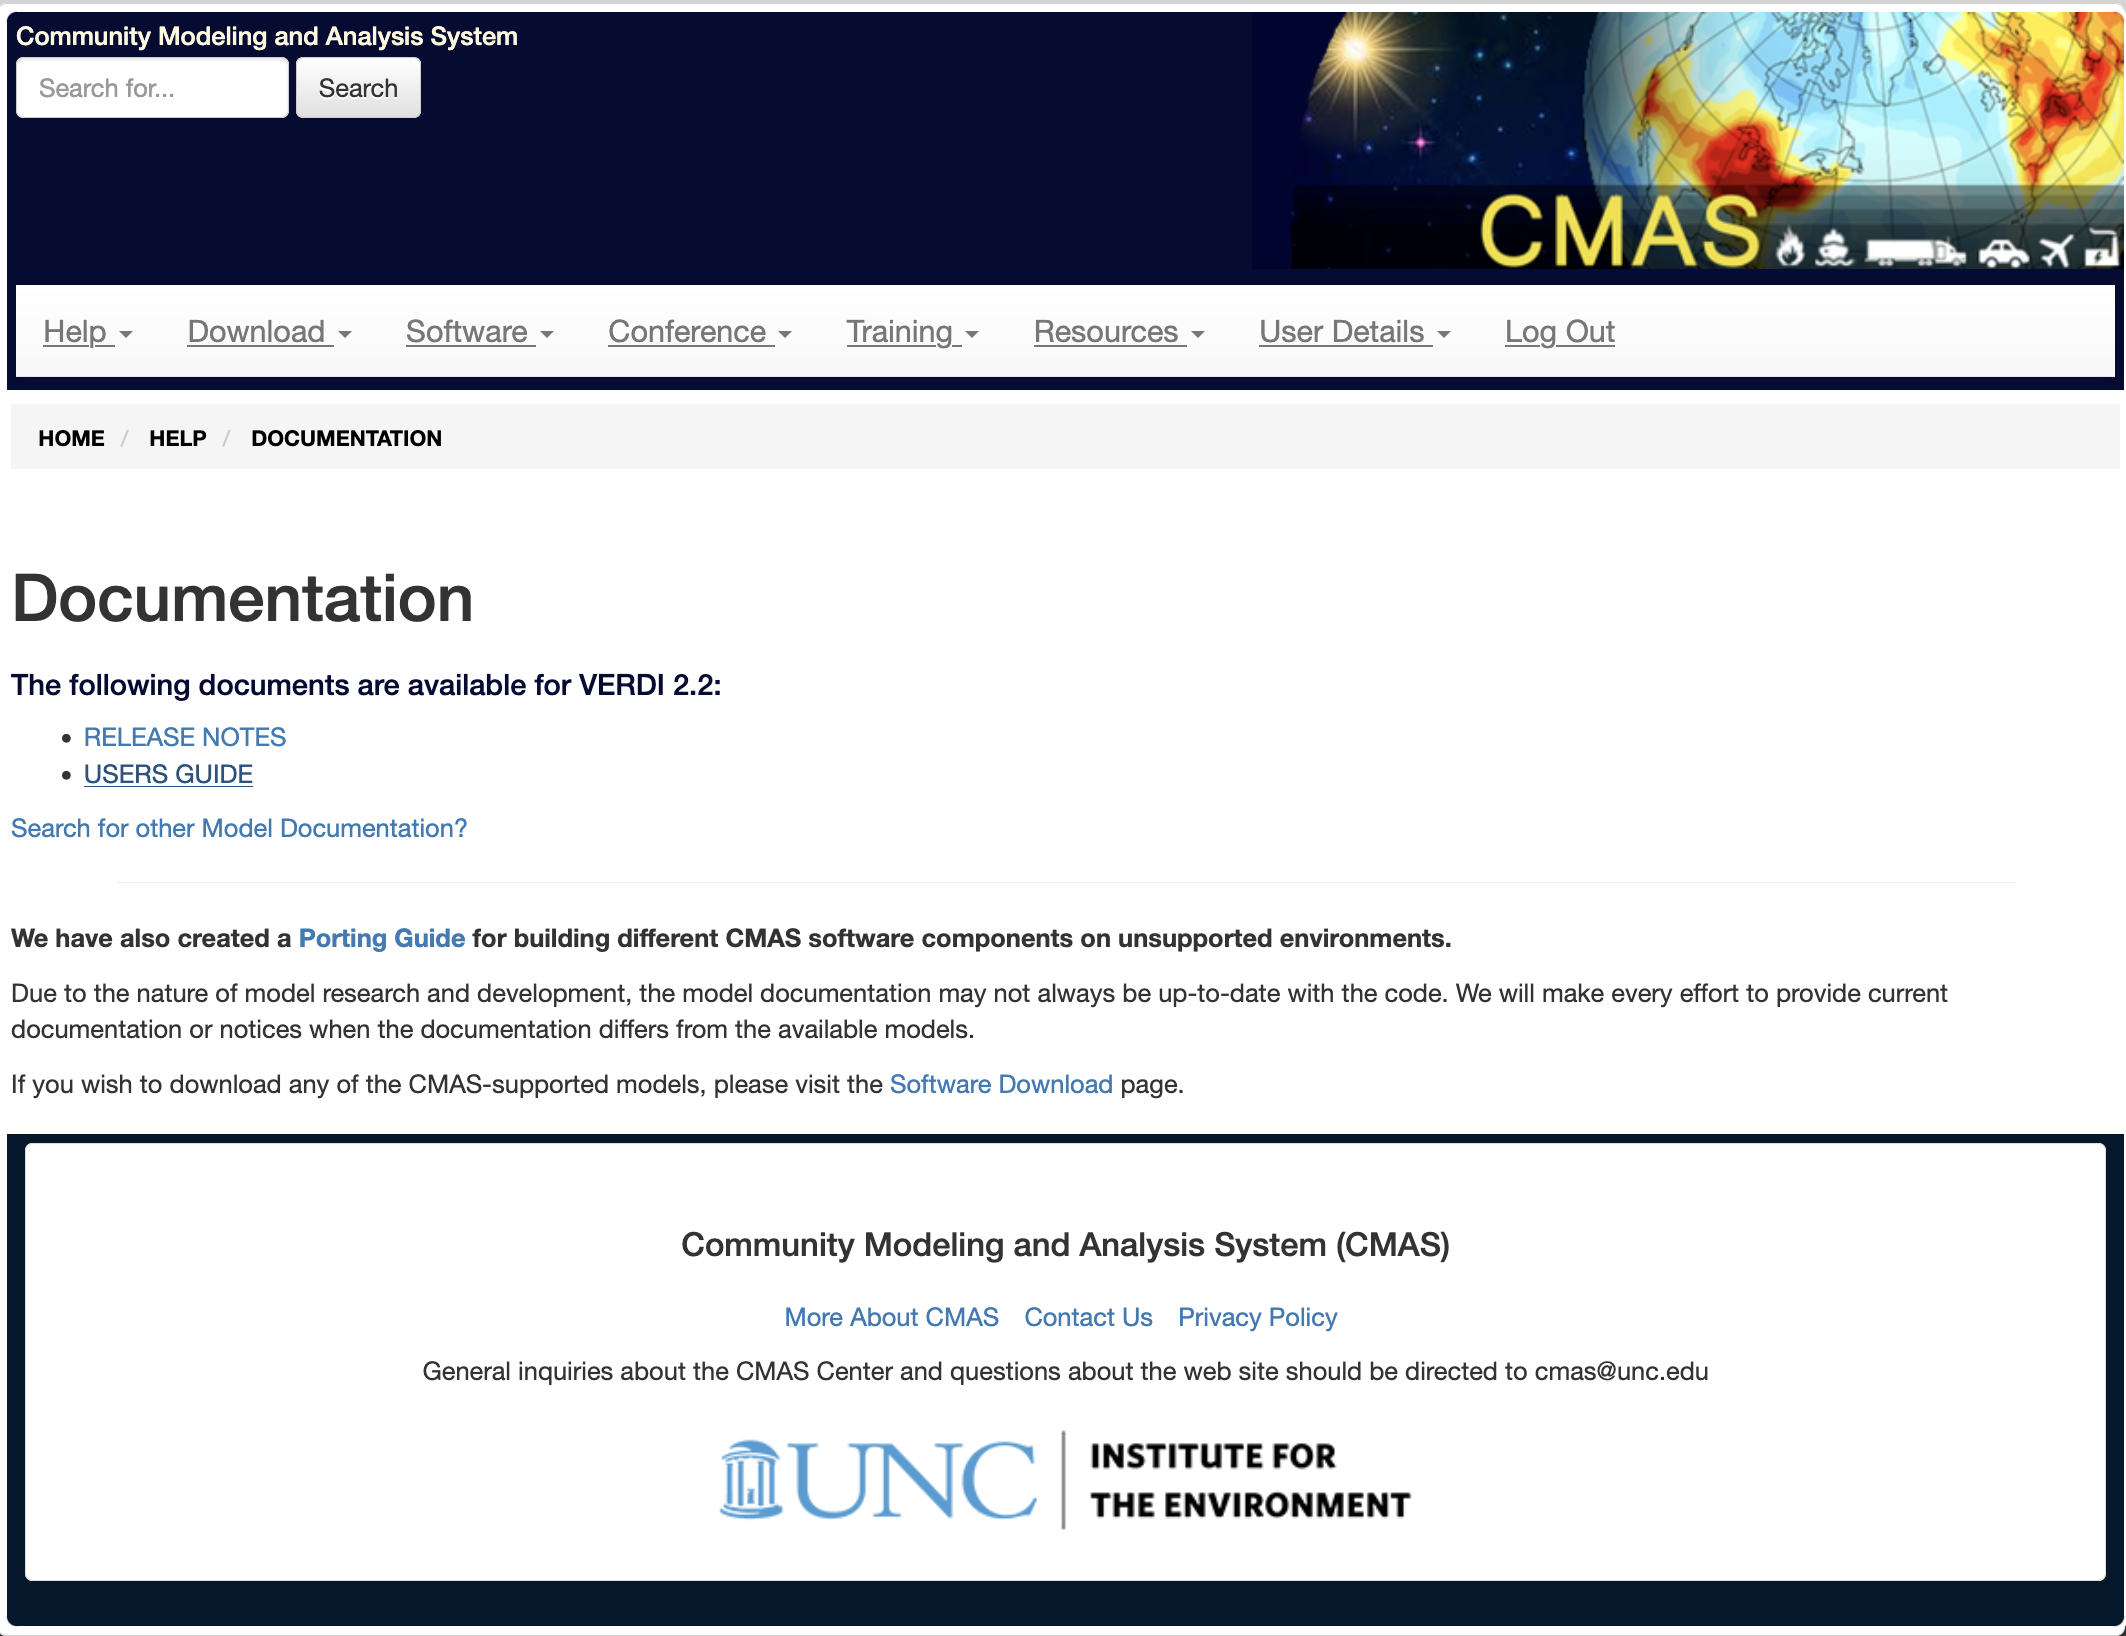 Community Modeling and Analysis System
Search for...
Search
CMAS
Help
Download
Software
Conference
Training
Resources
User Details
Log Out
HOME / HELP / DOCUMENTATION
Documentation
The following documents are available for VERDI 2.2:
• RELEASE NOTES
• USERS GUIDE
Search for other Model Documentation?
We have also created a Porting Guide for building different CMAS software components on unsupported environments.
Due to the nature of model research and development, the model documentation may not always be up-to-date with the code. We will make every effort to provide current
documentation or notices when the documentation differs from the available models.
If you wish to download any of the CMAS-supported models, please visit the Software Download page.
Community Modeling and Analysis System (CMAS)
More About CMAS Contact Us Privacy Policy
General inquiries about the CMAS Center and questions about the web site should be directed to cmas@unc.edu
UNC
INSTITUTE FOR
THE ENVIRONMENT